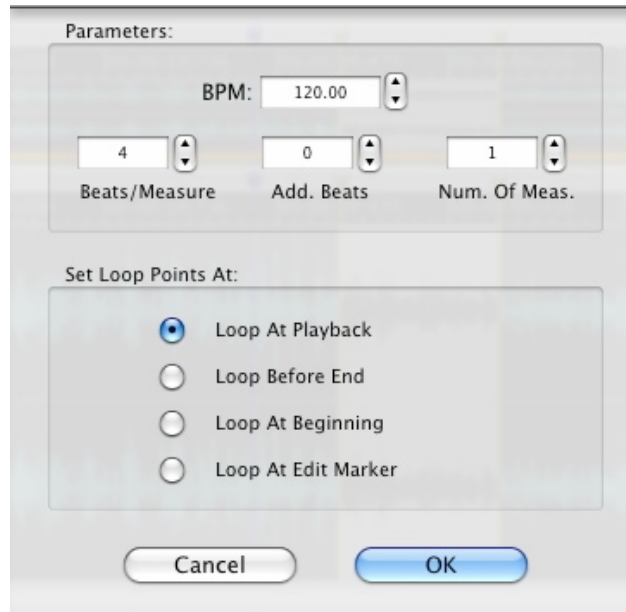 Parameters:
BPM: 120.00
4 0 1
Beats/Measure Add. Beats Num. Of Meas.
Set Loop Points At:
Loop At Playback
Loop Before End
Loop At Beginning
Loop At Edit Marker
Cancel OK